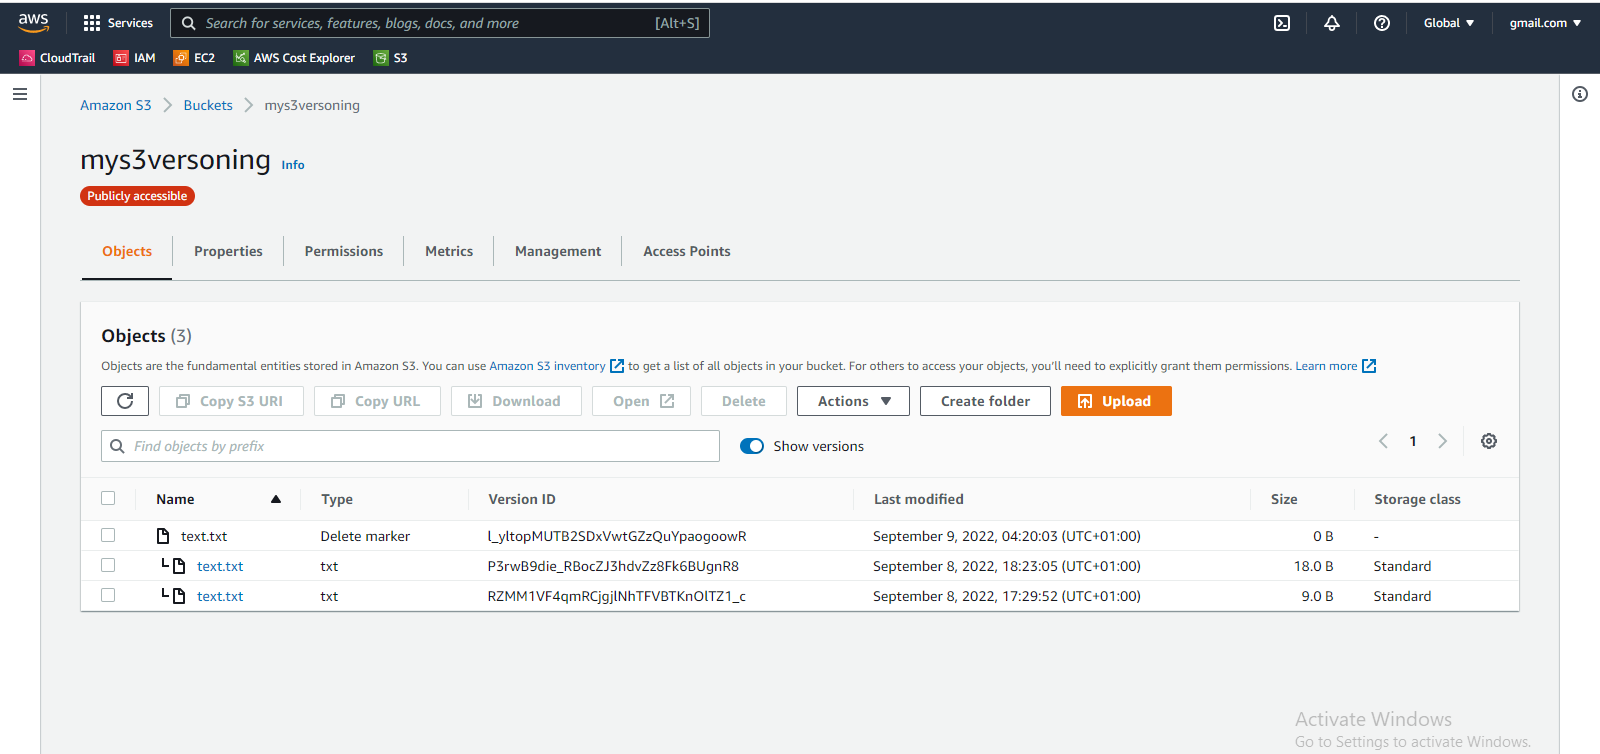 aws Services Search for services, features, blogs, docs, and more [Alt+S] Global gmail.com
CloudTrail IAM EC2 AWS Cost Explorer S3
Amazon S3 Buckets mys3versoning
mys3versoning Info
Publicly accessible
Objects Properties Permissions Metrics Management Access Points
Objects (3)
Objects are the fundamental entities stored in Amazon S3. You can use Amazon S3 inventory to get a list of all objects in your bucket. For others to access your objects, you'll need to explicitly grant them permissions. Learn more
Copy S3 URI Copy URL Download Open Delete Actions Create folder Upload
Find objects by prefix Show versions 1
Name Type Version ID Last modified Size Storage class
text.txt Delete marker l_yltopMUTB2SDxVwtGZzQuYpaogoowR September 9, 2022, 04:20:03 (UTC+01:00) 0 B -
text.txt txt P3rwB9die_RBocZJ3hdvZz8Fk6BUgnR8 September 8, 2022, 18:23:05 (UTC+01:00) 18.0 B Standard
text.txt txt RZMM1VF4qmRCjgjlNhTFVBTKnOlTZ1_c September 8, 2022, 17:29:52 (UTC+01:00) 9.0 B Standard
Activate Windows
Go to Settings to activate Windows.